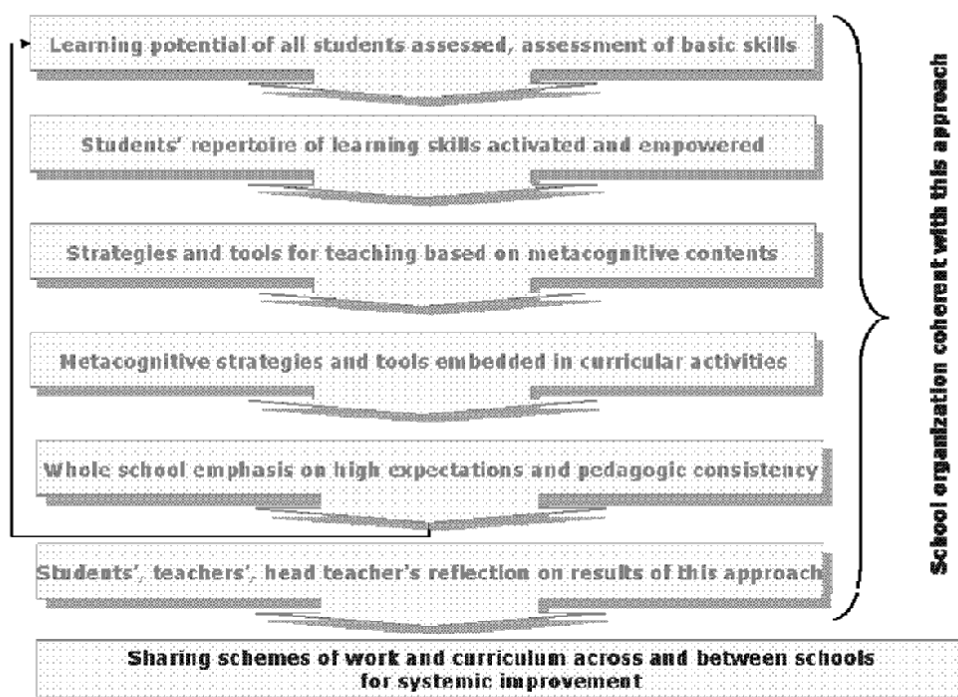 Learning potential of all students assessed, assessment of basic skills
Students' repertoire of learning skills activated and empowered
Strategies and tools for teaching based on metacognitive contents
Metacognitive strategies and tools embedded in curricular activities
Whole school emphasis on high expectations and pedagogic consistency
Students', teachers', head teacher's reflection on results of this approach
Sharing schemes of work and curriculum across and between schools
for systemic improvement
School organization coherent with this approach